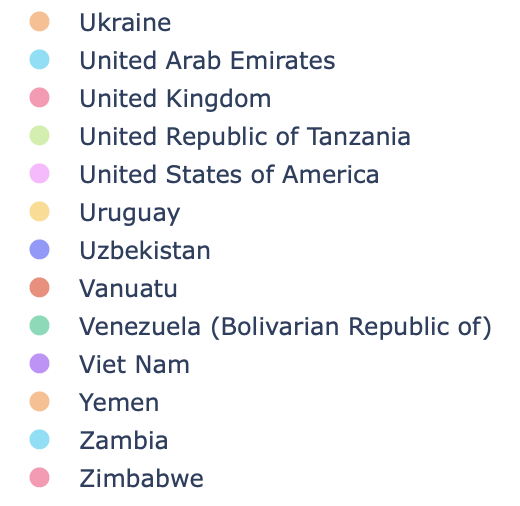 Ukraine
United Arab Emirates
United Kingdom
United Republic of Tanzania
United States of America
Uruguay
Uzbekistan
Vanuatu
Venezuela (Bolivarian Republic of)
Viet Nam
Yemen
Zambia
Zimbabwe